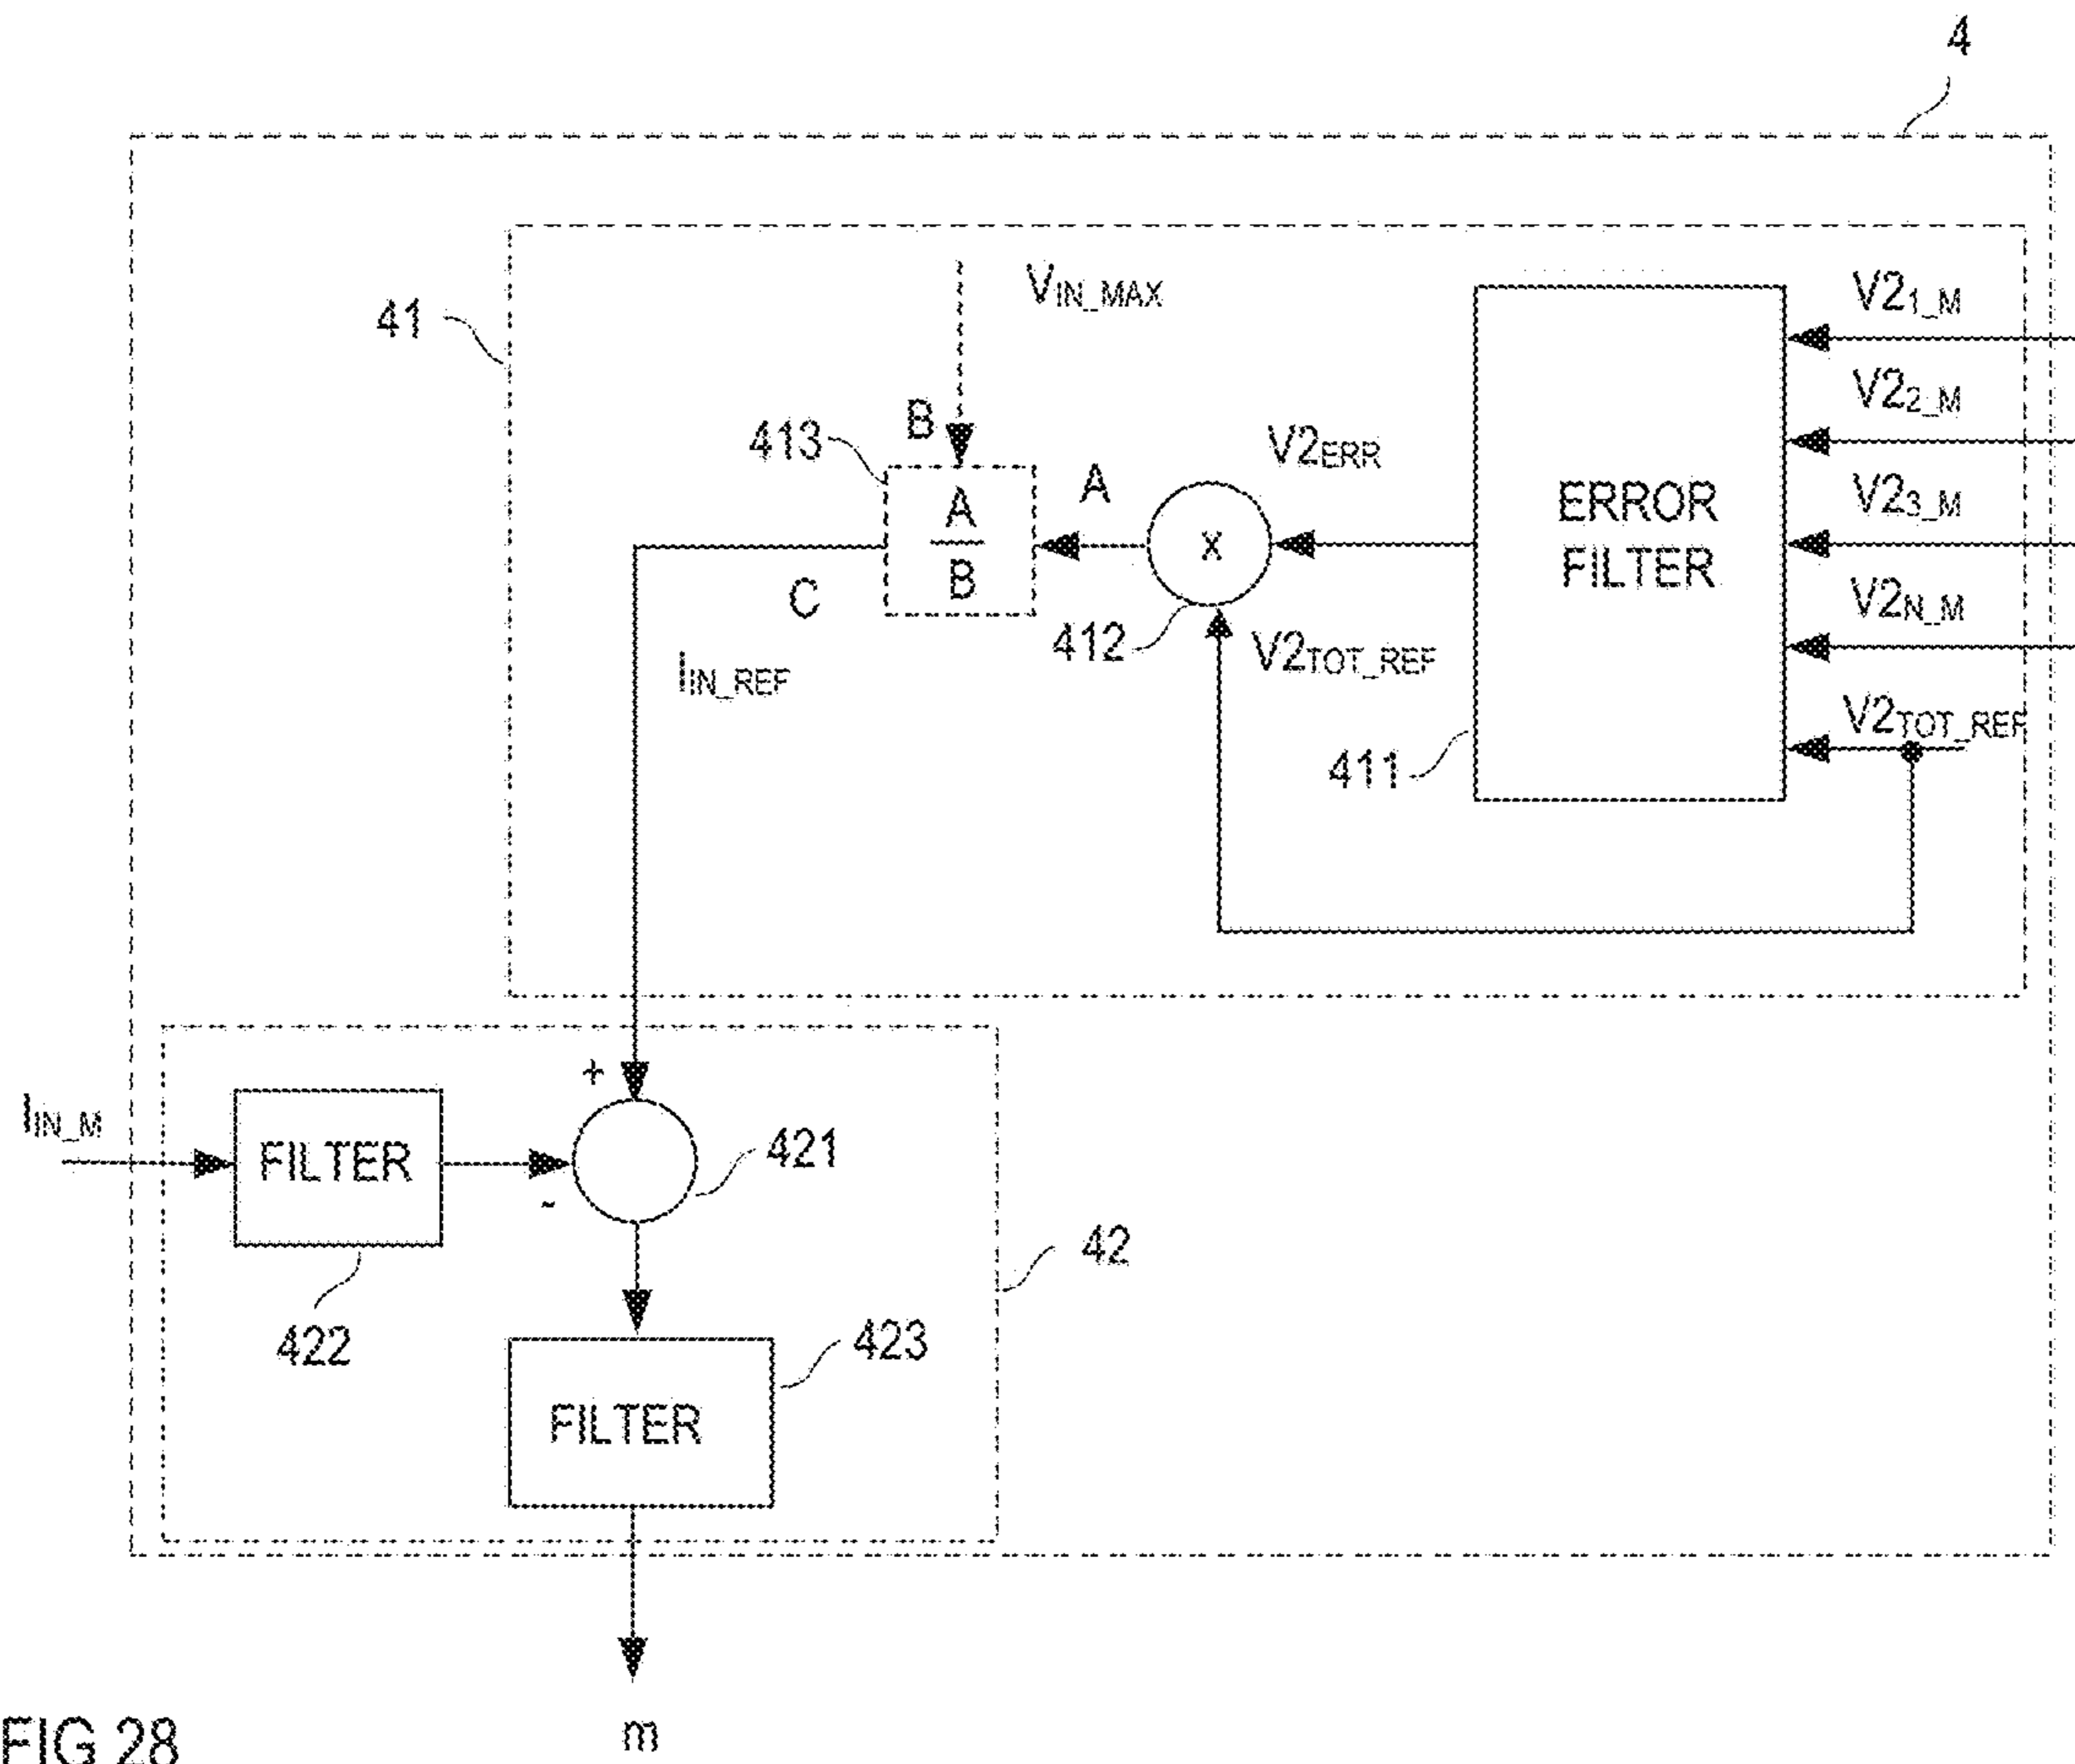 4
41
VIN_MAX
V21_M
V22_M
V23_M
V2N_M
V2TOT_REF
ERROR
FILTER
411
V2ERR
B
413
A
A
B
x
412
V2TOT_REF
C
IIN_REF
IIN_M
FILTER
422
+
-
421
42
FILTER
423
m
FIG 28